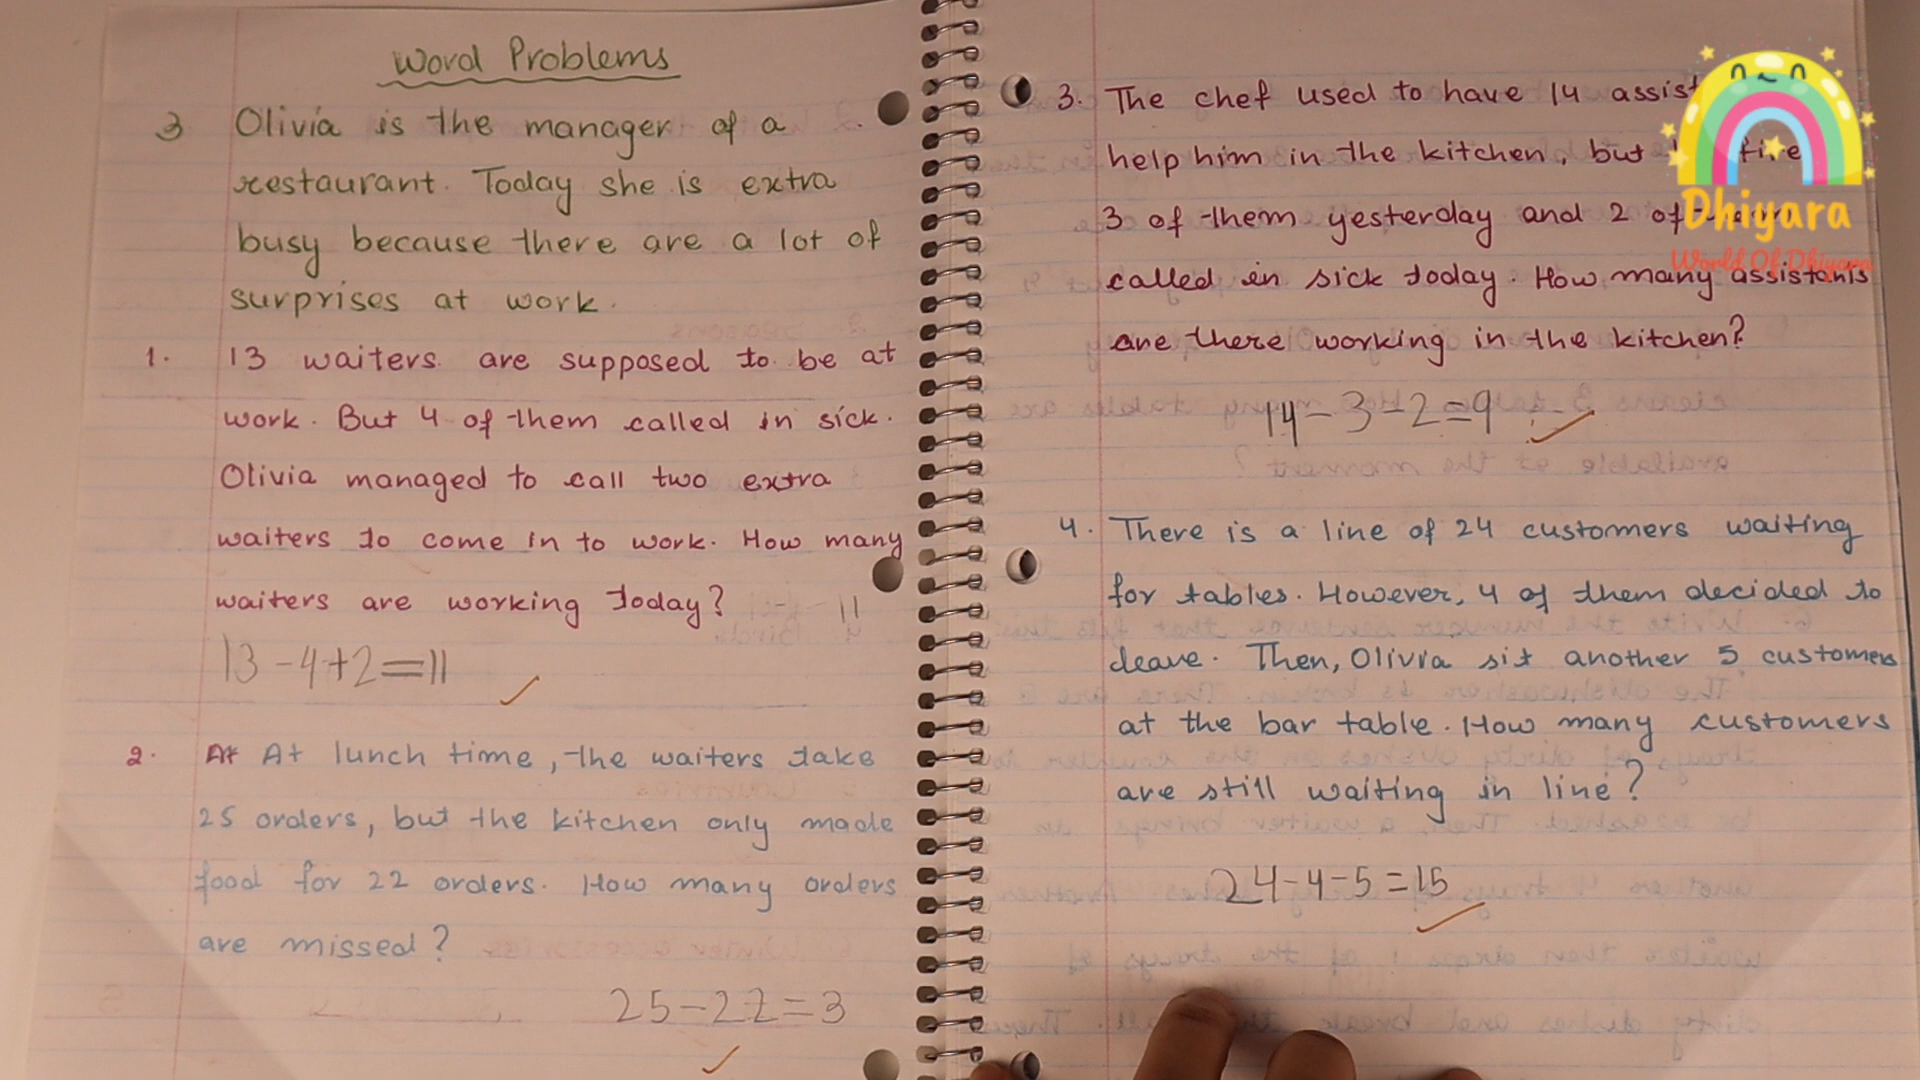 Word Problems
3 Olivia is the manager of a
restaurant. Today she is extra
busy because there are a lot of
surprises at work.
1. 13 waiters are supposed to be at
work. But 4 of them called in sick.
Olivia managed to call two extra
waiters to come in to work. How many
waiters are working today?
13-4+2=11
2. At At lunch time, the waiters take
25 orders, but the kitchen only made
food for 22 orders. How many orders
are missed?
25-22=3
3. The chef used to have 14
help him in the kitchen, but
3 of them yesterday and 2 of
called in sick today. How many assistants
are there working in the kitchen?
14-3-2=9
4. There is a line of 24 customers waiting
for tables. However, 4 of them decided to
leave. Then, Olivia sit another 5 customers
at the bar table. How many customers
are still waiting in line?
24-4-5=15
Dhiyara
World Of Dhiyara